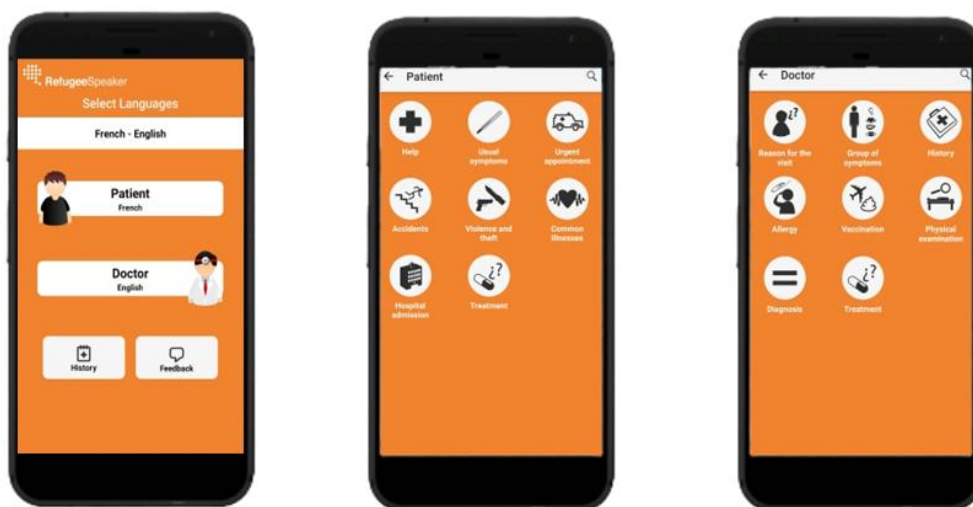 RefugeeSpeaker
Select Languages
French - English
Patient
French
Doctor
English
History
Feedback
Patient
Help
Usual
symptoms
Urgent
appointment
Accidents
Violence and
theft
Common
illnesses
Hospital
admission
Treatment
Doctor
Reason for the
visit
Group of
symptoms
History
Allergy
Vaccination
Physical
examination
Diagnosis
Treatment